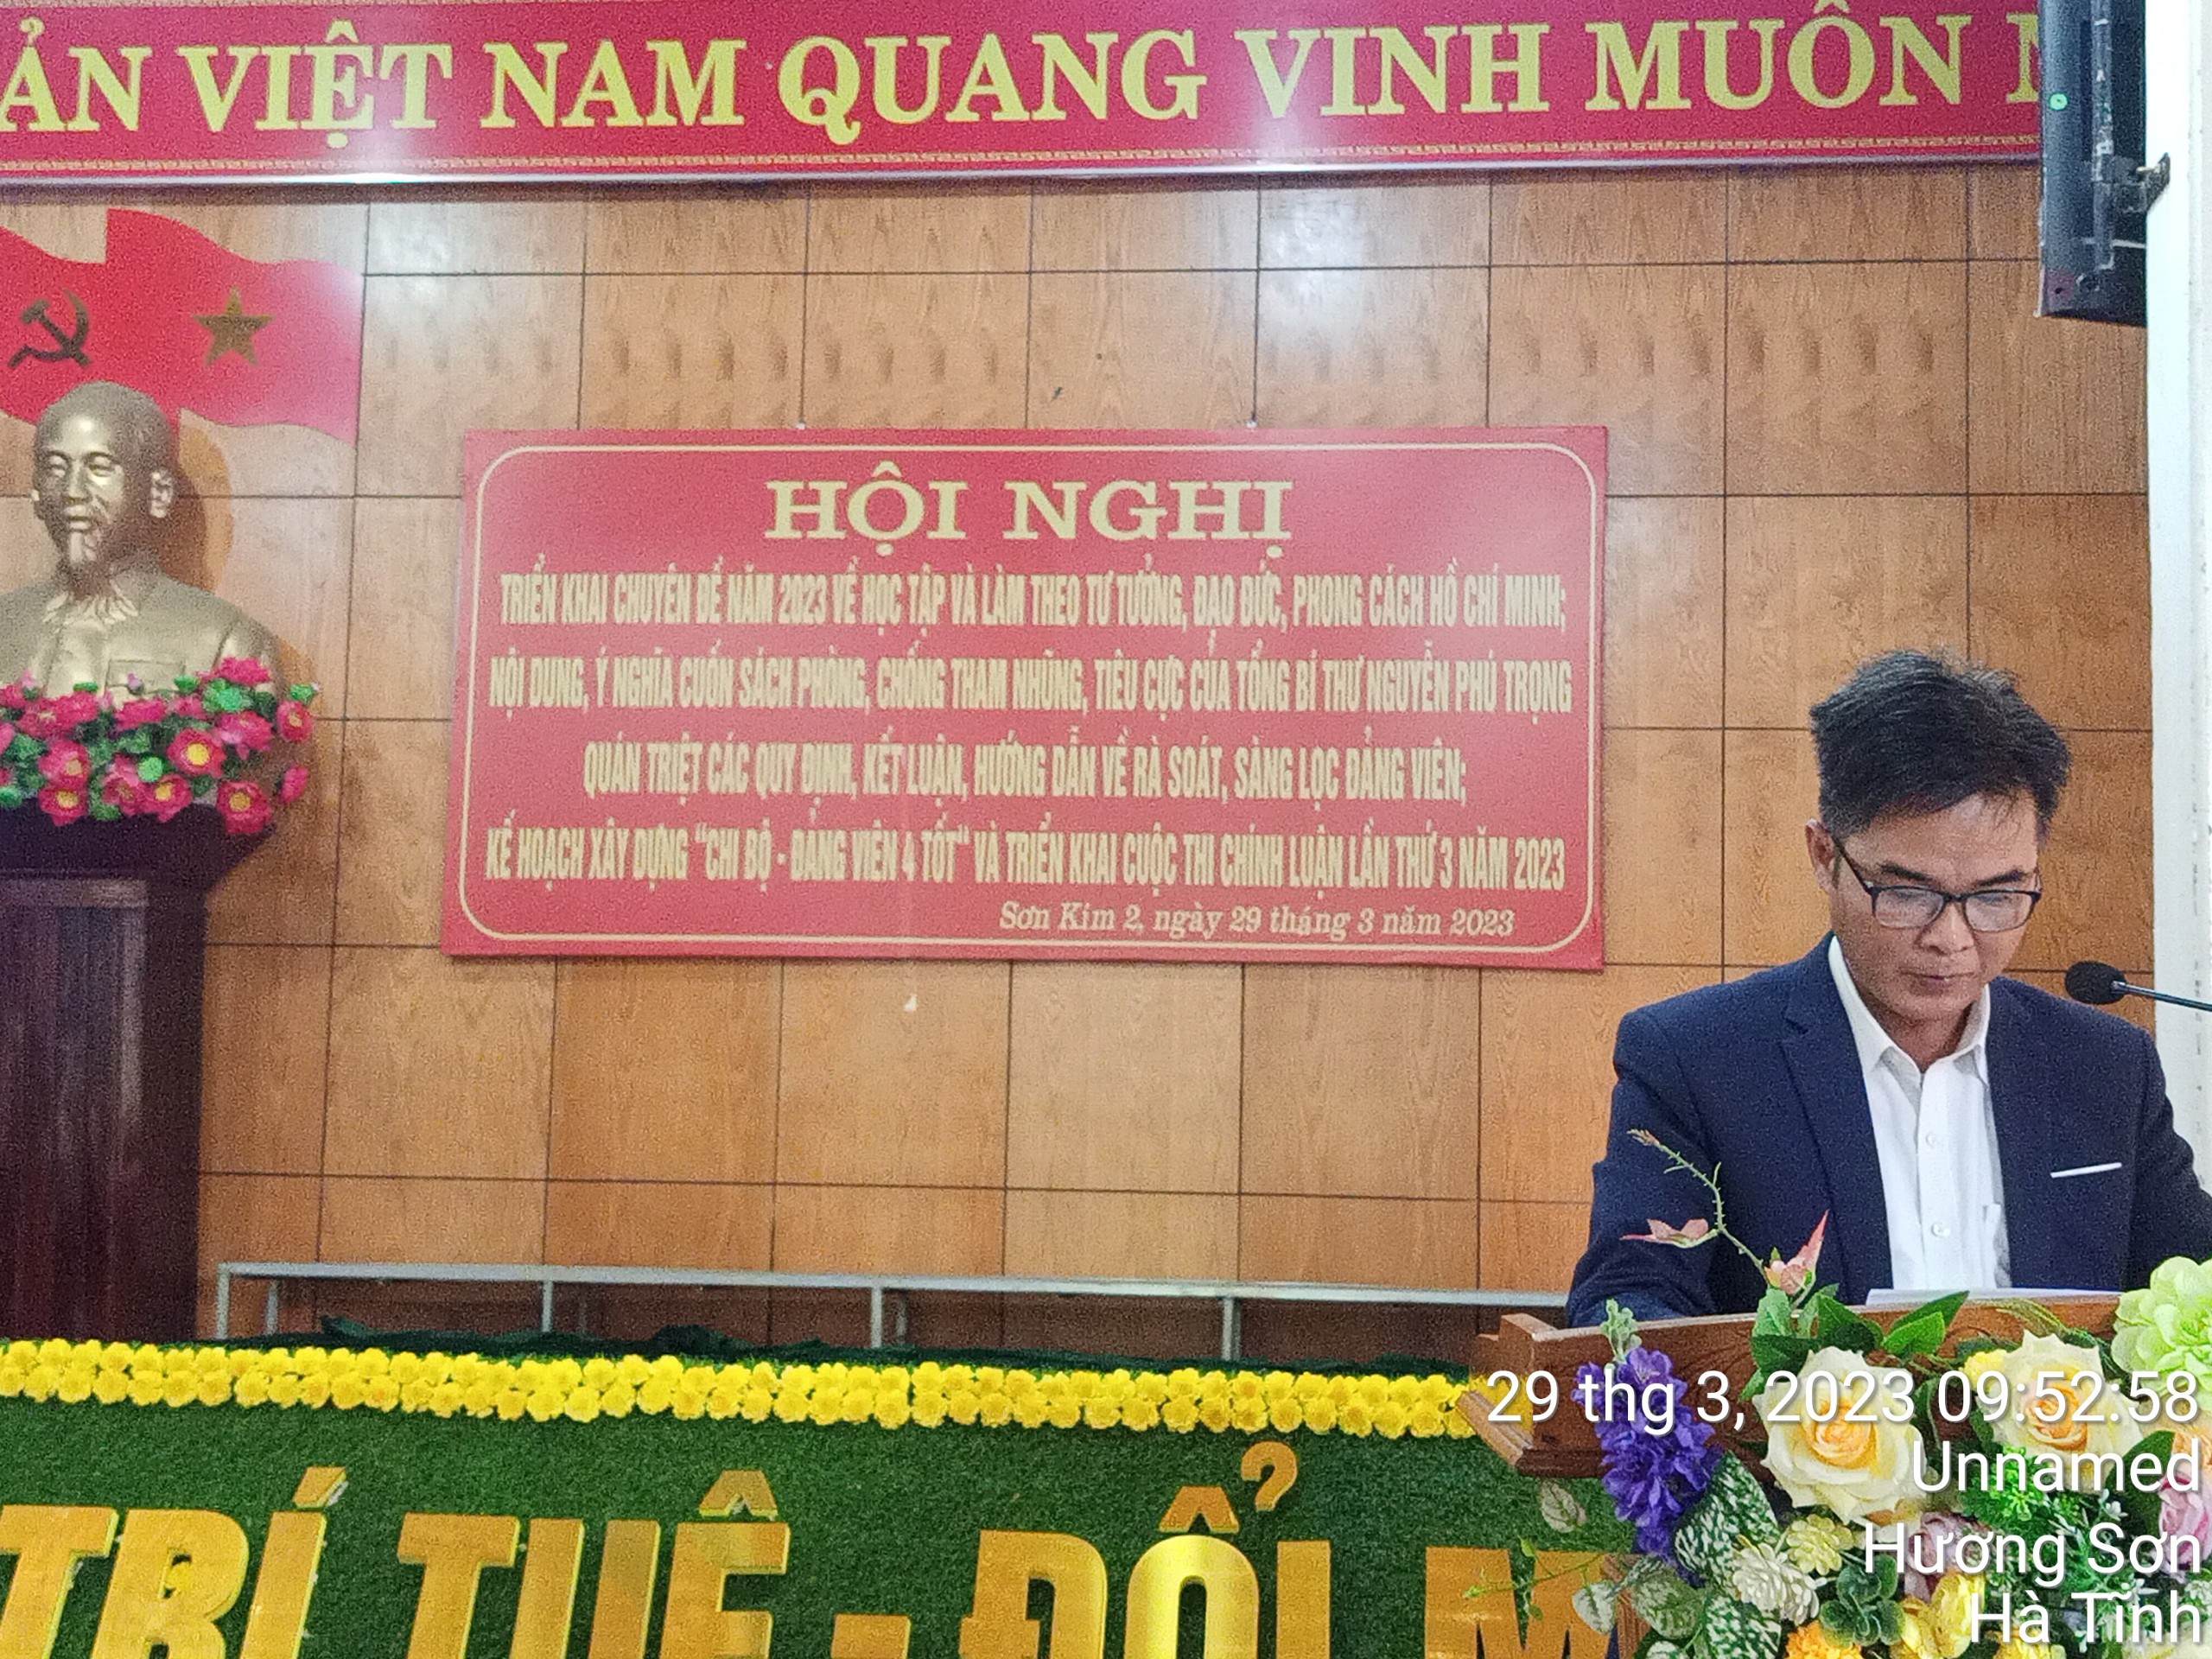 ẢN VIỆT NAM QUANG VINH MUÔN
HỘI NGHỊ
TRIỂN KHAI CHUYÊN ĐỀ NĂM 2023 VỀ HỌC TẬP VÀ LÀM THEO TƯ TƯỞNG, ĐẠO ĐỨC, PHONG CÁCH HỒ CHÍ MINH;
NỘI DUNG, Ý NGHĨA CUỐN SÁCH PHÒNG, CHỐNG THAM NHŨNG, TIÊU CỰC CỦA TỔNG BÍ THƯ NGUYỄN PHÚ TRỌNG
QUÁN TRIỆT CÁC QUY ĐỊNH, KẾT LUẬN, HƯỚNG DẪN VỀ RÀ SOÁT, SÀNG LỌC ĐẢNG VIÊN;
KẾ HOẠCH XÂY DỰNG "CHI BỘ - ĐẢNG VIÊN 4 TỐT" VÀ TRIỂN KHAI CUỘC THI CHÍNH LUẬN LẦN THỨ 3 NĂM 2023
Sơn Kim 2, ngày 29 tháng 3 năm 2023
TRÍ TUỆ - ĐỔI M
29 thg 3, 2023 09:52:58
Unnamed
Hương Sơn
Hà Tĩnh